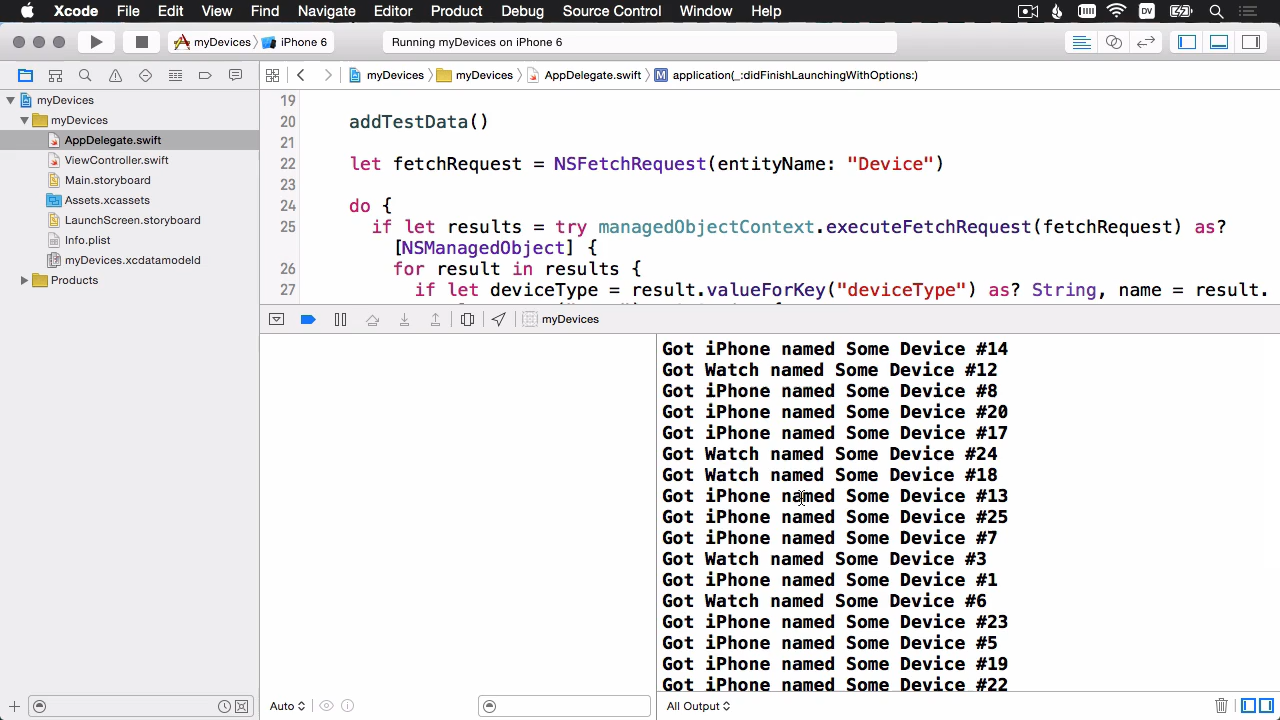 Xcode File Edit View Find Navigate Editor Product Debug Source Control Window Help DV
myDevices iPhone 6 Running myDevices on iPhone 6
myDevices myDevices AppDelegate.swift M application(_:didFinishLaunchingWithOptions:)
myDevices
myDevices
AppDelegate.swift
ViewController.swift
Main.storyboard
Assets.xcassets
LaunchScreen.storyboard
Info.plist
myDevices.xcdatamodeld
Products
19
20 addTestData()
21
22 let fetchRequest = NSFetchRequest(entityName: "Device")
23
24 do {
25 if let results = try managedObjectContext.executeFetchRequest(fetchRequest) as?
[NSManagedObject] {
26 for result in results {
27 if let deviceType = result.valueForKey("deviceType") as? String, name = result.
myDevices
Got iPhone named Some Device #14
Got Watch named Some Device #12
Got iPhone named Some Device #8
Got iPhone named Some Device #20
Got iPhone named Some Device #17
Got Watch named Some Device #24
Got Watch named Some Device #18
Got iPhone named Some Device #13
Got iPhone named Some Device #25
Got iPhone named Some Device #7
Got Watch named Some Device #3
Got iPhone named Some Device #1
Got Watch named Some Device #6
Got iPhone named Some Device #23
Got iPhone named Some Device #5
Got iPhone named Some Device #19
Got iPhone named Some Device #22
Auto All Output